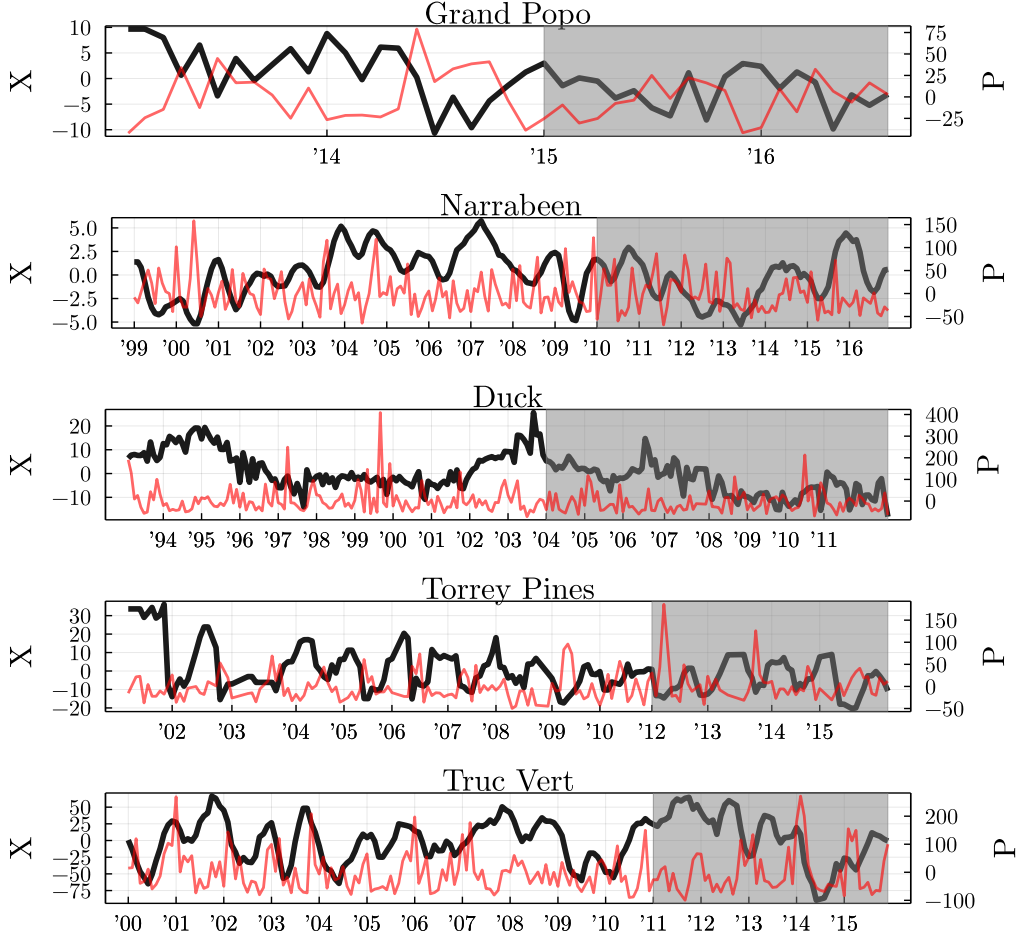 Grand Popo
10
5
0
−5
−10
X
75
50
25
0
−25
P
’14 ’15 ’16
Narrabeen
5.0
2.5
0.0
−2.5
−5.0
X
150
100
50
0
−50
P
’99 ’00 ’01 ’02 ’03 ’04 ’05 ’06 ’07 ’08 ’09 ’10 ’11 ’12 ’13 ’14 ’15 ’16
Duck
20
10
0
−10
X
400
300
200
100
0
P
’94 ’95 ’96 ’97 ’98 ’99 ’00 ’01 ’02 ’03 ’04 ’05 ’06 ’07 ’08 ’09 ’10 ’11
Torrey Pines
30
20
10
0
−10
−20
X
150
100
50
0
−50
P
’02 ’03 ’04 ’05 ’06 ’07 ’08 ’09 ’10 ’12 ’13 ’14 ’15
Truc Vert
50
25
0
−25
−50
−75
X
200
100
0
−100
P
’00 ’01 ’02 ’03 ’04 ’05 ’06 ’07 ’08 ’09 ’10 ’11 ’12 ’13 ’14 ’15